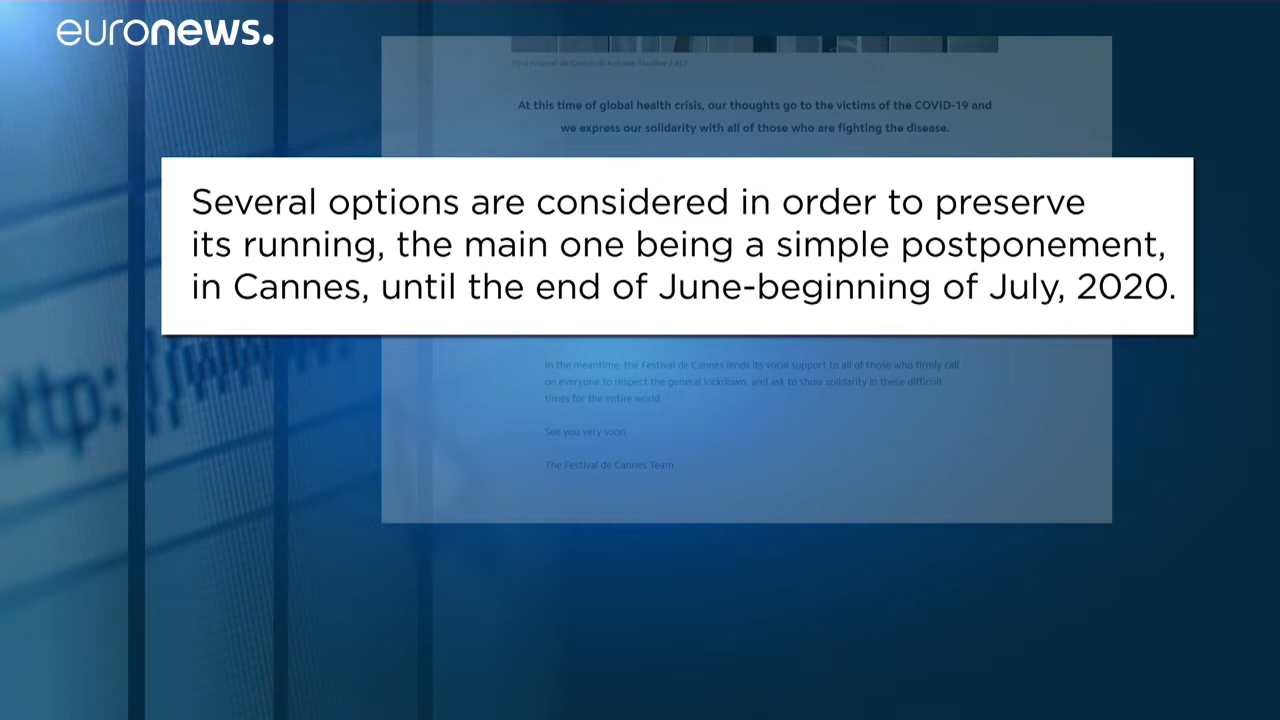 euronews.
At this time of global health crisis, our thoughts go to the victims of the COVID-19 and
we express our solidarity with all of those who are fighting the disease.
Several options are considered in order to preserve
its running, the main one being a simple postponement,
in Cannes, until the end of June-beginning of July, 2020.
ttp://www
In the meantime, the Festival de Cannes lends its vocal support to all of those who firmly call
on everyone to respect the general lockdown, and ask to show solidarity in these difficult
times for the entire world.
See you very soon,
The Festival de Cannes Team